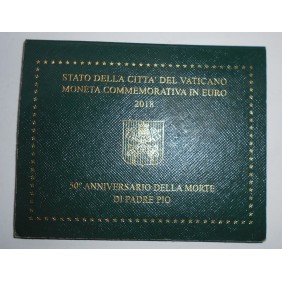 STATO DELLA CITTA' DEL VATICANO
MONETA COMMEMORATIVA IN EURO
2018
50° ANNIVERSARIO DELLA MORTE
DI PADRE PIO